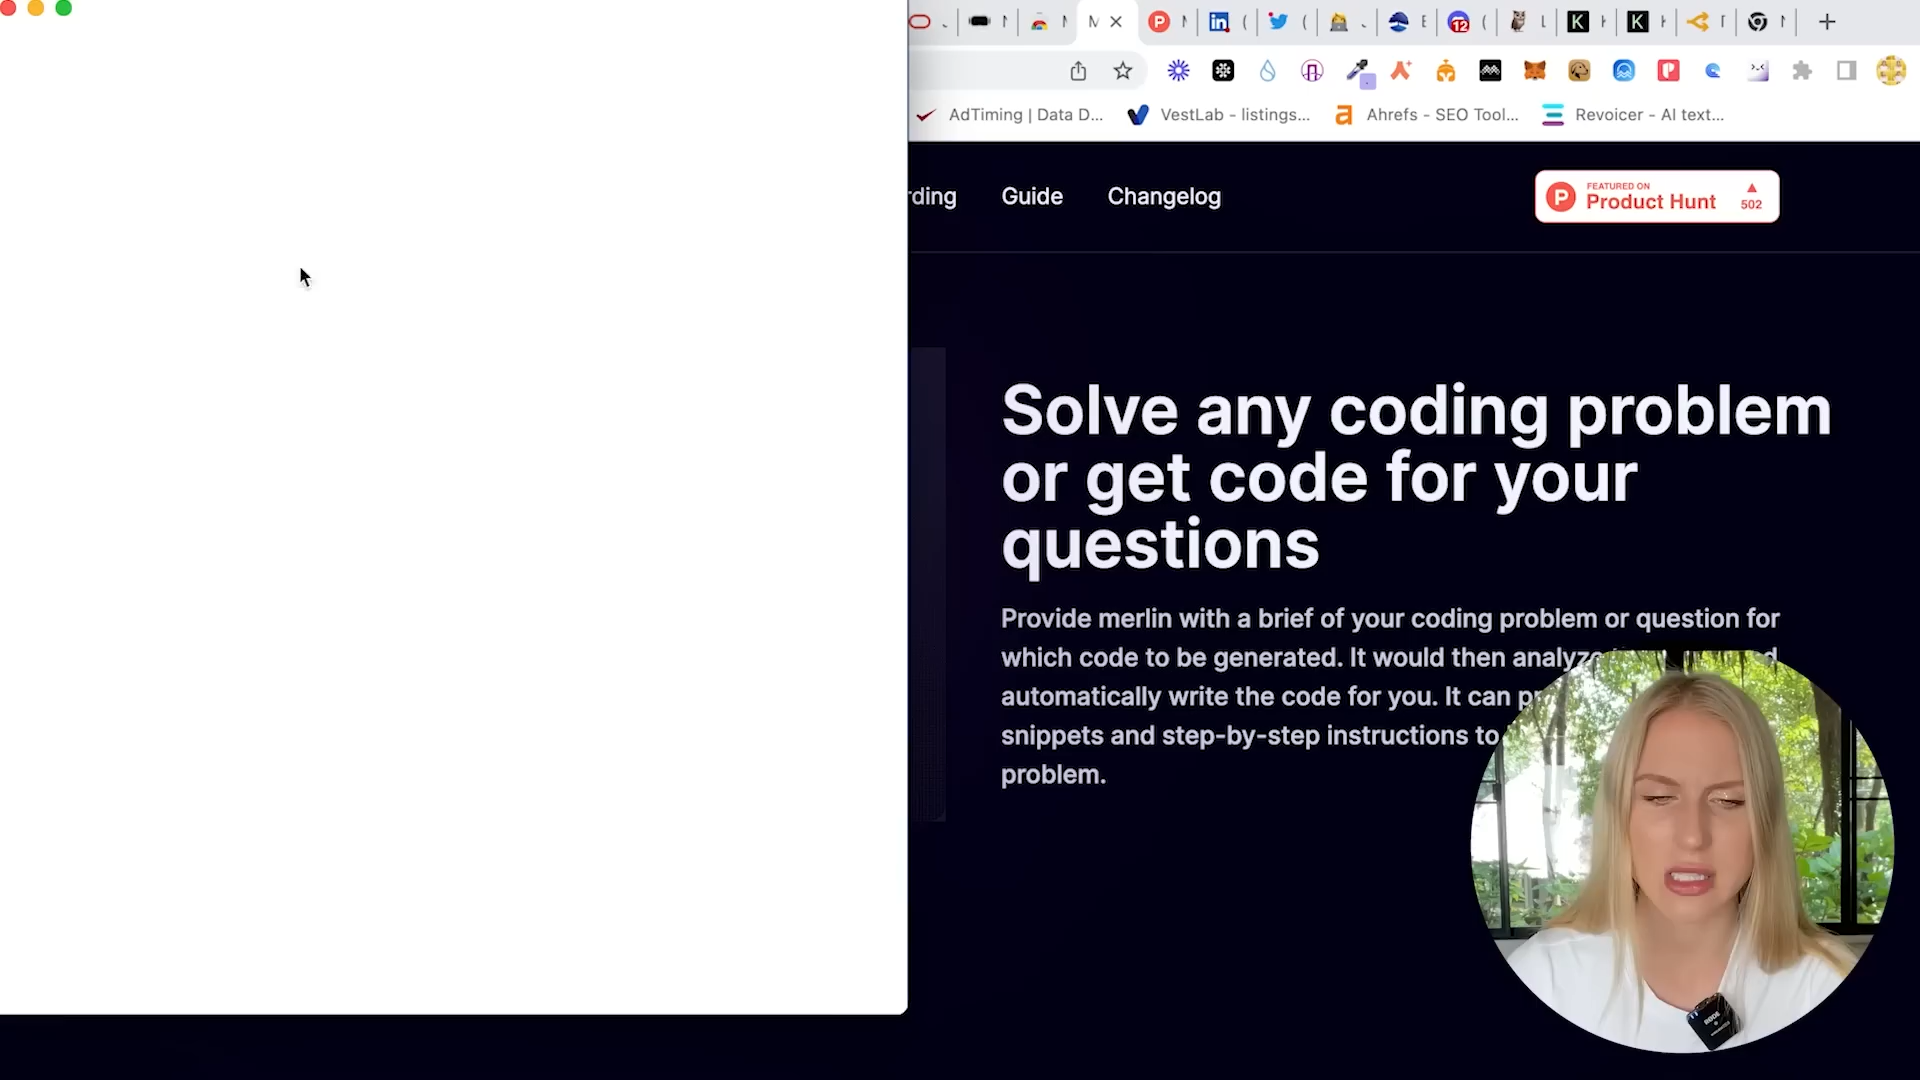 M
12
AdTiming | Data D...
VestLab - listings...
Ahrefs - SEO Tool...
Revoicer - AI text...
rding
Guide
Changelog
FEATURED ON
Product Hunt
502
Solve any coding problem
or get code for your
questions
Provide merlin with a brief of your coding problem or question for
which code to be generated. It would then analyze
automatically write the code for you. It can
snippets and step-by-step instructions to
problem.
RØDE